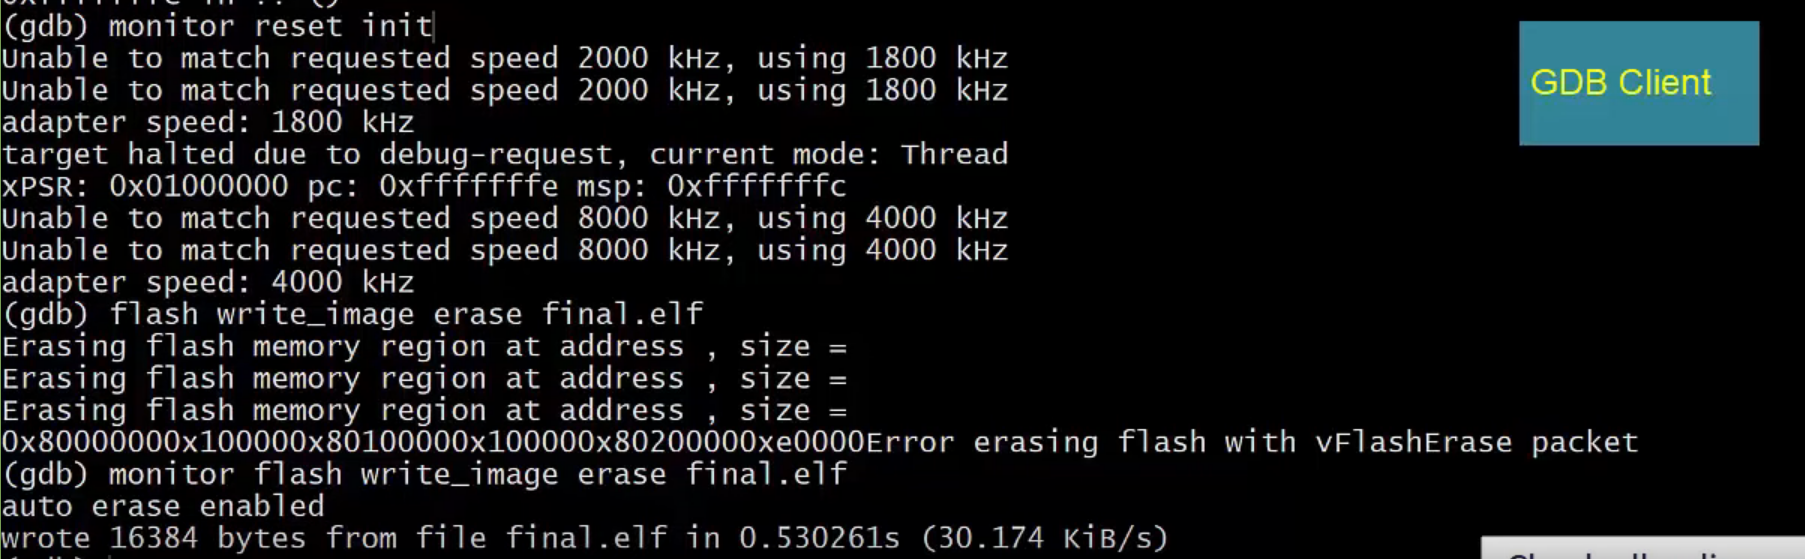 (gdb) monitor reset init
Unable to match requested speed 2000 kHz, using 1800 kHz
Unable to match requested speed 2000 kHz, using 1800 kHz
adapter speed: 1800 kHz
target halted due to debug-request, current mode: Thread
xPSR: 0x01000000 pc: 0xfffffffe msp: 0xfffffffc
Unable to match requested speed 8000 kHz, using 4000 kHz
Unable to match requested speed 8000 kHz, using 4000 kHz
adapter speed: 4000 kHz
(gdb) flash write_image erase final.elf
Erasing flash memory region at address , size =
Erasing flash memory region at address , size =
Erasing flash memory region at address , size =
0x80000000x100000x80100000x100000x80200000xe0000Error erasing flash with vFlashErase packet
(gdb) monitor flash write_image erase final.elf
auto erase enabled
wrote 16384 bytes from file final.elf in 0.530261s (30.174 KiB/s)
GDB Client